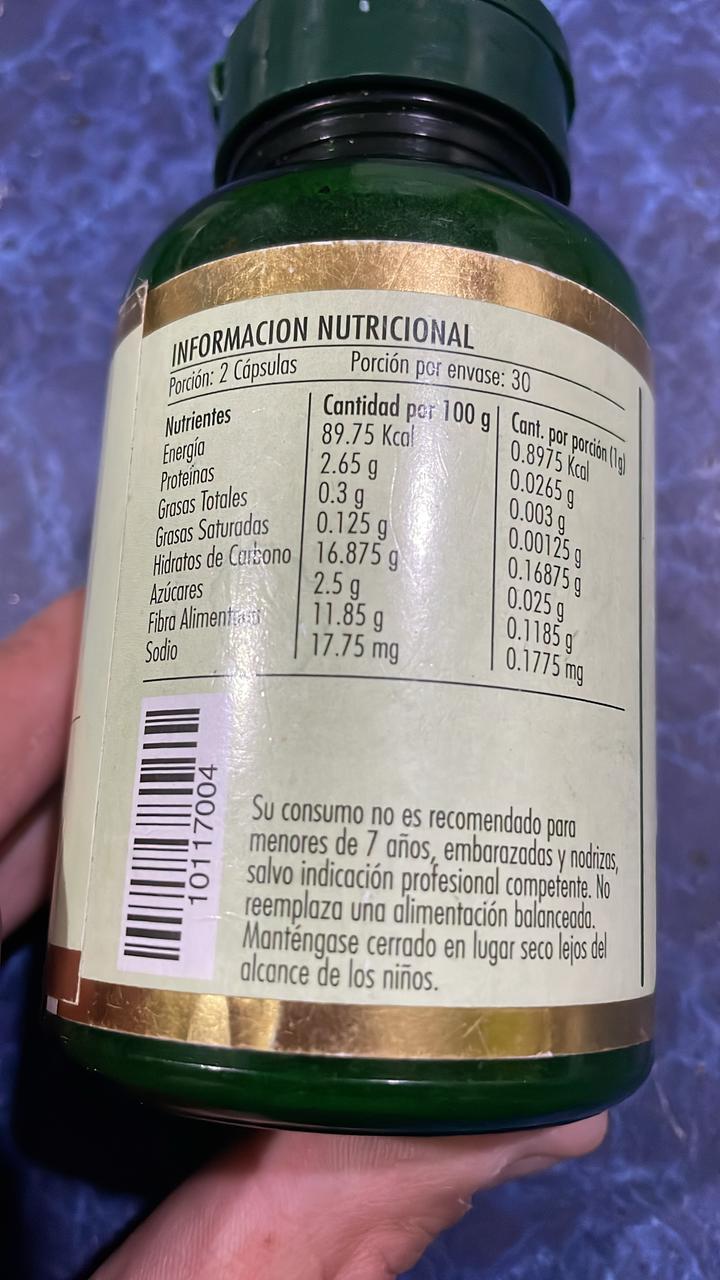 INFORMACION NUTRICIONAL
Porción: 2 Cápsulas Porción por envase: 30
Nutrientes Cantidad por 100 g Cant. por porción (1g)
Energía 89.75 Kcal 0.8975 Kcal
Proteínas 2.65 g 0.0265 g
Grasas Totales 0.3 g 0.003 g
Grasas Saturadas 0.125 g 0.00125 g
Hidratos de Carbono 16.875 g 0.16875 g
Azúcares 2.5 g 0.025 g
Fibra Alimentaria 11.85 g 0.1185 g
Sodio 17.75 mg 0.1775 mg
10117004
Su consumo no es recomendado para
menores de 7 años, embarazadas y nodrizas,
salvo indicación profesional competente. No
reemplaza una alimentación balanceada.
Manténgase cerrado en lugar seco lejos del
alcance de los niños.